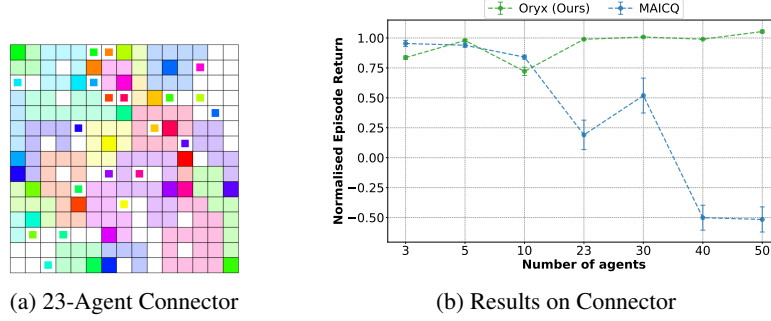 Oryx (Ours) MAICQ
1.00
0.75
0.50
0.25
0.00
−0.25
−0.50
Normalised Episode Return
3 5 10 23 30 40 50
Number of agents
(a) 23-Agent Connector
(b) Results on Connector